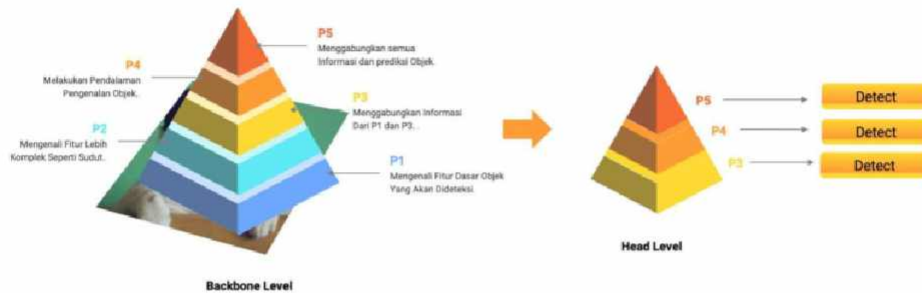 P5
Menggabungkan semua
Informasi dan predikai Objek.
P4
Melakukan Pendalaman
Pengenalan Objek.
P3
Menggabungkan Informasi
Dari P1 dan P3.
P2
Mengenali Fitur Lebih
Komplek Seperti Sudut.
P1
Mengenali Fitur Dasar Objek
Yang Akan Dideteksi.
Backbone Level
P5
Detect
P4
Detect
P3
Detect
Head Level